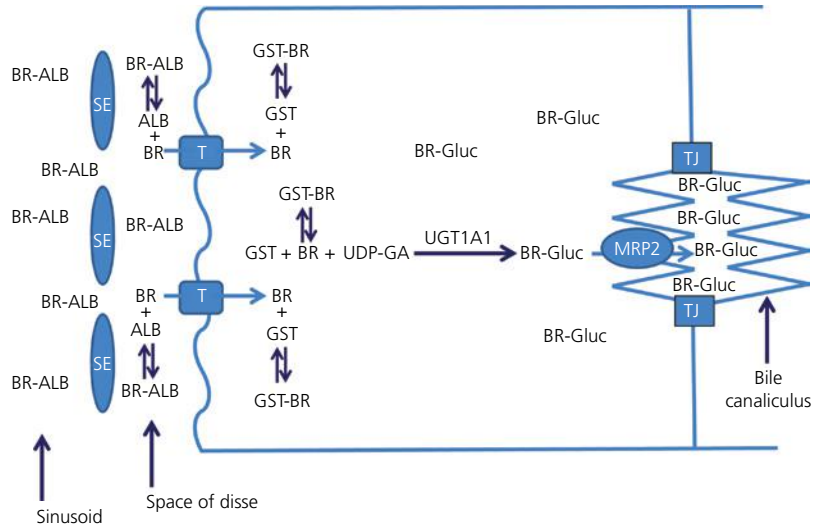 BR-ALB
SE
BR-ALB
ALB
+
BR
T
GST-BR
GST
+
BR
BR-ALB
BR-ALB
SE
BR-ALB
GST-BR
GST + BR + UDP-GA
UGT1A1
BR-Gluc
BR-Gluc
BR-Gluc
BR-Gluc
MRP2
TJ
BR-Gluc
BR-Gluc
BR-Gluc
BR-Gluc
TJ
BR-ALB
BR
+
ALB
BR-ALB
T
BR
+
GST
GST-BR
SE
BR-ALB
Bile
canaliculus
Space of disse
Sinusoid